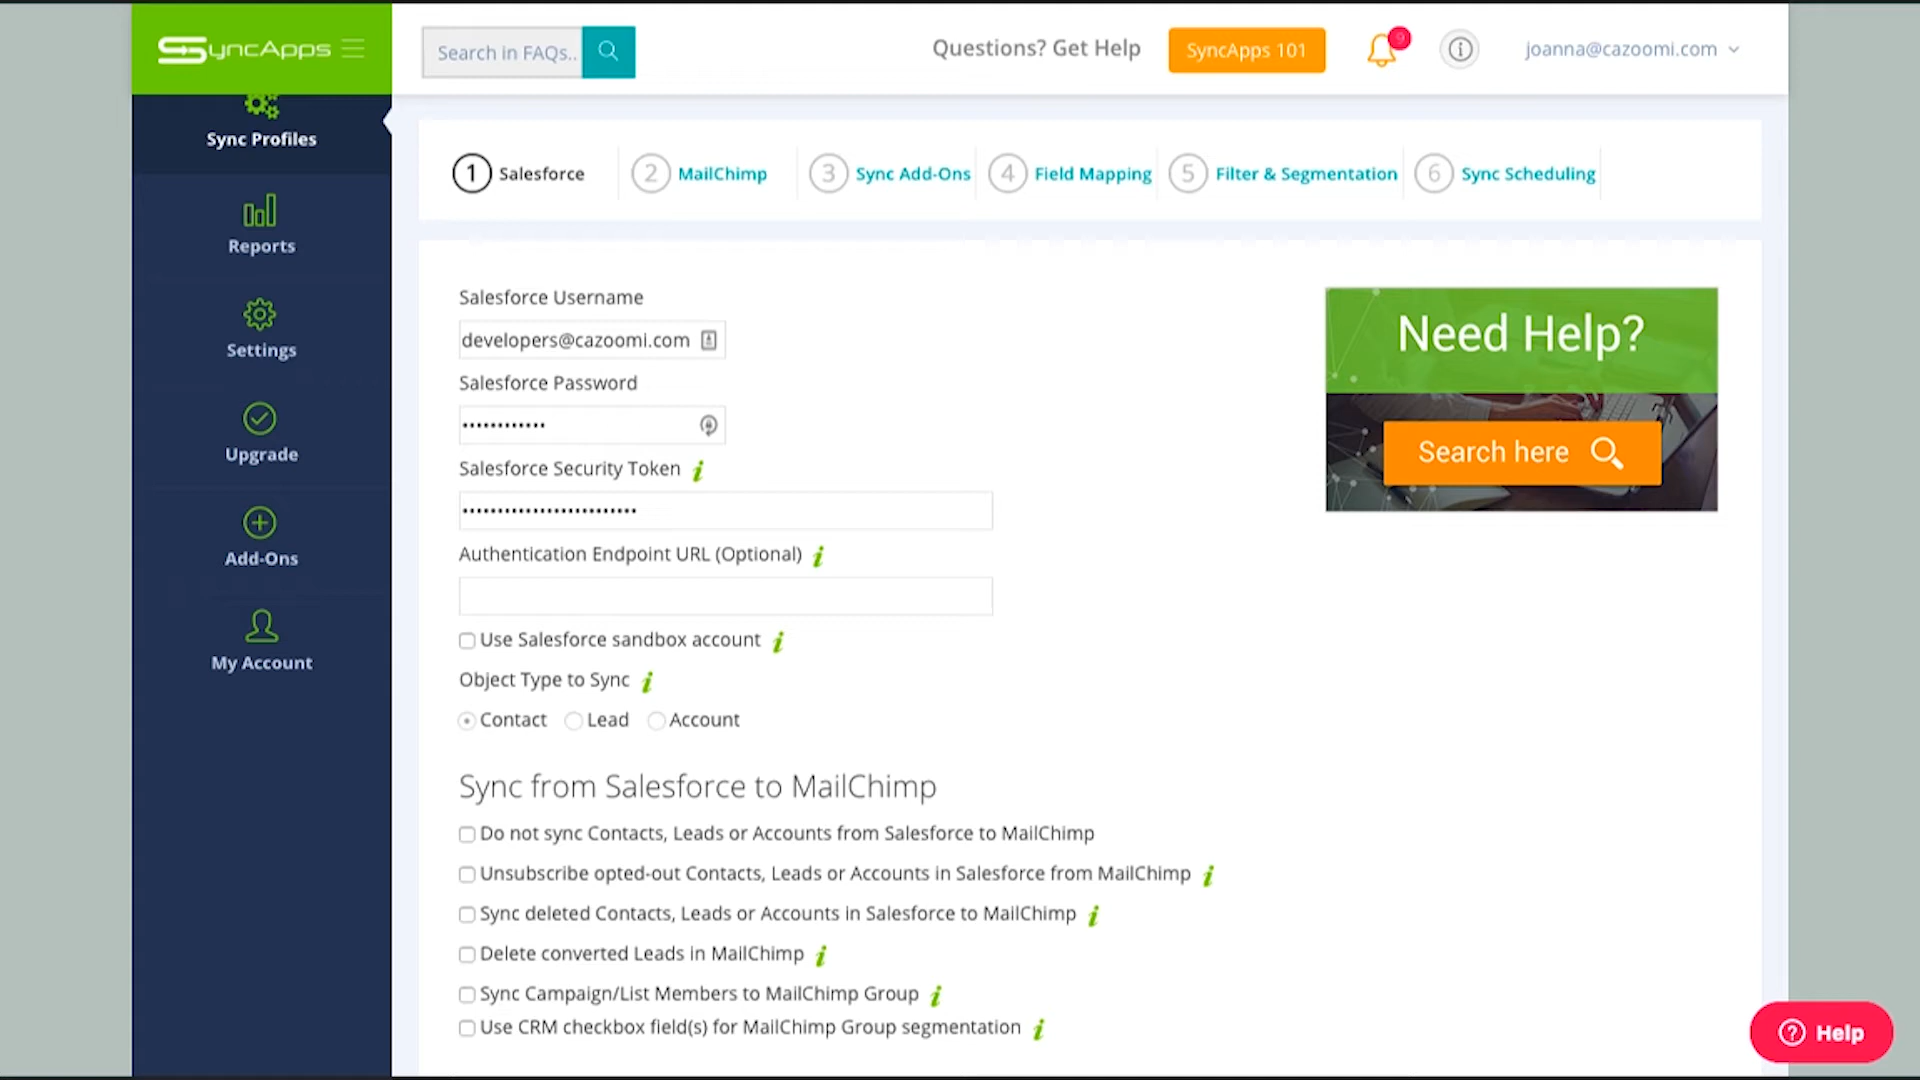 SyncApps
Search in FAQs..
Questions? Get Help
SyncApps 101
9
joanna@cazoomi.com
Sync Profiles
Reports
Settings
Upgrade
Add-Ons
My Account
1 Salesforce
2 MailChimp
3 Sync Add-Ons
4 Field Mapping
5 Filter & Segmentation
6 Sync Scheduling
Salesforce Username
developers@cazoomi.com
Salesforce Password
••••••••••••
Salesforce Security Token
•••••••••••••••••••••••••
Authentication Endpoint URL (Optional)
Use Salesforce sandbox account
Object Type to Sync
Contact Lead Account
Sync from Salesforce to MailChimp
Do not sync Contacts, Leads or Accounts from Salesforce to MailChimp
Unsubscribe opted-out Contacts, Leads or Accounts in Salesforce from MailChimp
Sync deleted Contacts, Leads or Accounts in Salesforce to MailChimp
Delete converted Leads in MailChimp
Sync Campaign/List Members to MailChimp Group
Use CRM checkbox field(s) for MailChimp Group segmentation
Need Help?
Search here
Help